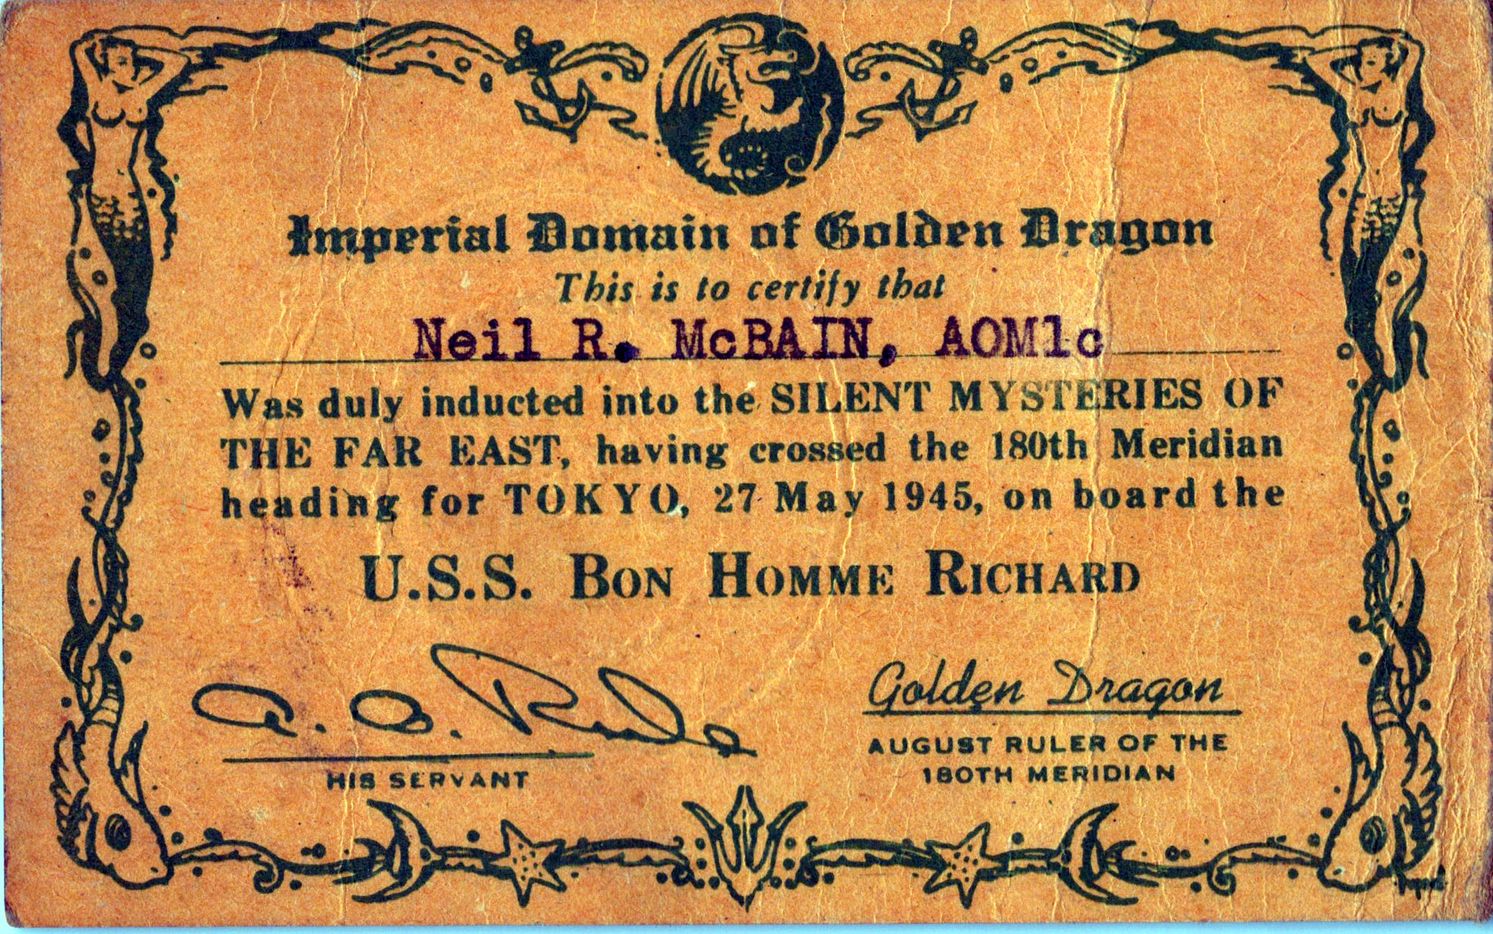 Imperial Domain of Golden Dragon
This is to certify that
Neil R. McBAIN, AOM1c
Was duly inducted into the SILENT MYSTERIES OF
THE FAR EAST, having crossed the 180th Meridian
heading for TOKYO, 27 May 1945, on board the
U.S.S. BON HOMME RICHARD
Golden Dragon
HIS SERVANT
AUGUST RULER OF THE
180TH MERIDIAN